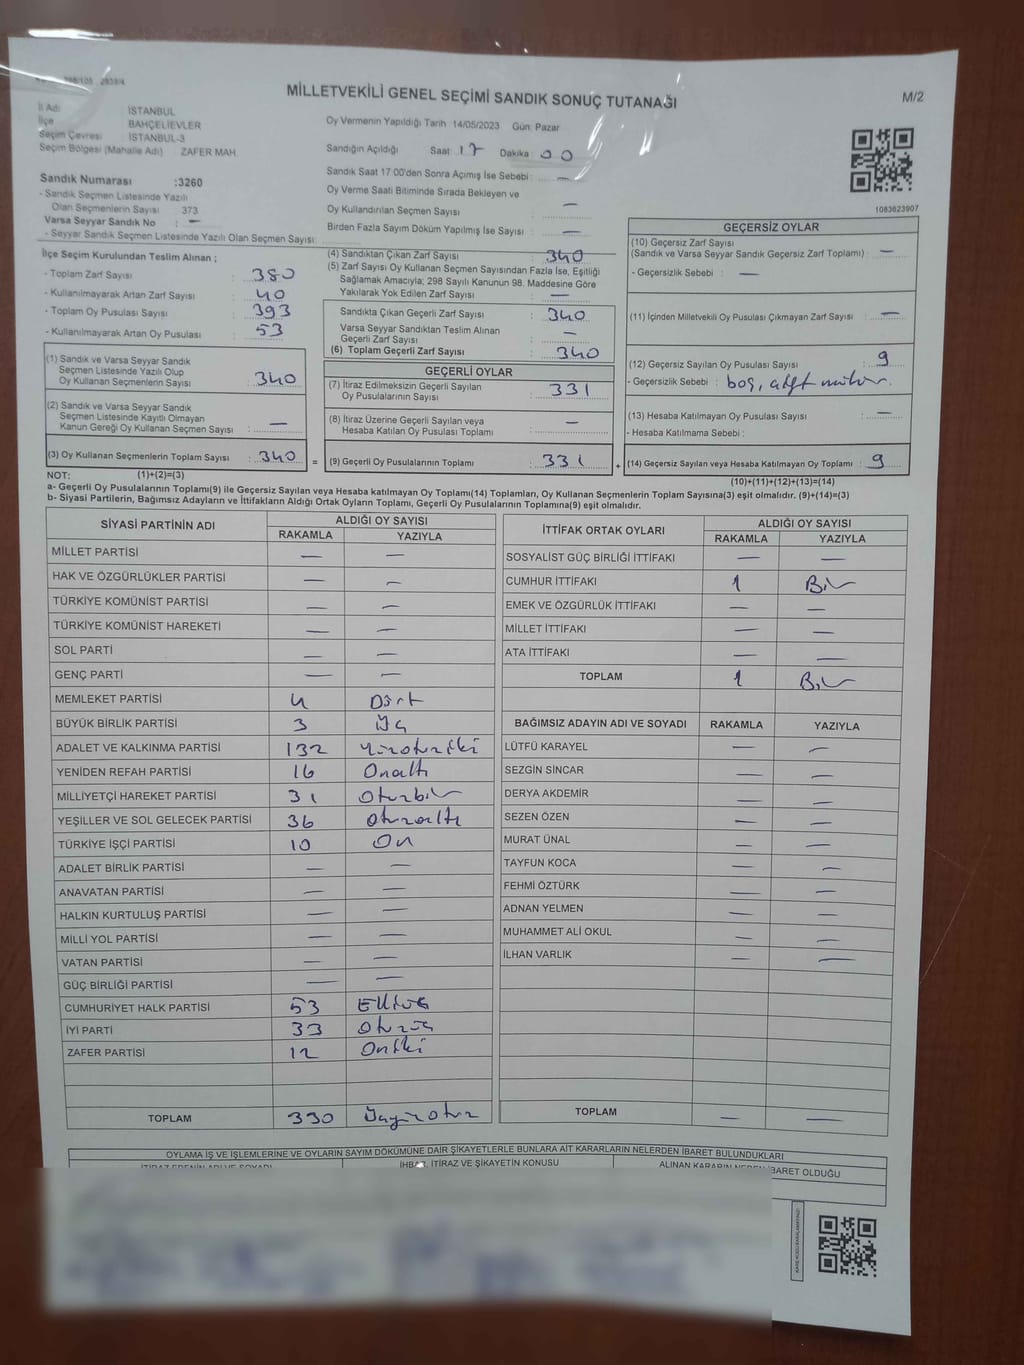 MİLLETVEKİLİ GENEL SEÇİMİ SANDIK SONUÇ TUTANAĞI
M/2
İl Adı : İSTANBUL
İlçe BAHÇELİEVLER
Seçim Çevresi İSTANBUL-3
Seçim Bölgesi (Mahalle Adı) ZAFER MAH.
Oy Vermenin Yapıldığı Tarih 14/05/2023 Gün: Pazar
Sandığın Açıldığı Saat: 17 Dakika: 00
Sandık Saat 17:00'den Sonra Açımış İse Sebebi : —
Oy Verme Saati Bitiminde Sırada Bekleyen ve
Oy Kullandırılan Seçmen Sayısı —
Birden Fazla Sayım Döküm Yapılmış İse Sayısı : —
1083623907
Sandık Numarası :3260
- Sandık Seçmen Listesinde Yazılı
Olan Seçmenlerin Sayısı 373
Varsa Seyyar Sandık No : —
- Seyyar Sandık Seçmen Listesinde Yazılı Olan Seçmen Sayısı:
İlçe Seçim Kurulundan Teslim Alınan ;
- Toplam Zarf Sayısı : 380
- Kullanılmayarak Artan Zarf Sayısı : 40
- Toplam Oy Pusulası Sayısı : 393
- Kullanılmayarak Artan Oy Pusulası : 53
(1) Sandık ve Varsa Seyyar Sandık
Seçmen Listesinde Yazılı Olup
Oy Kullanan Seçmenlerin Sayısı : 340
(2) Sandık ve Varsa Seyyar Sandık
Seçmen Listesinde Kayıtlı Olmayan
Kanun Gereği Oy Kullanan Seçmen Sayısı : —
(3) Oy Kullanan Seçmenlerin Toplam Sayısı : 340 =
(4) Sandıktan Çıkan Zarf Sayısı : 340
(5) Zarf Sayısı Oy Kullanan Seçmen Sayısından Fazla İse, Eşitliği
Sağlamak Amacıyla; 298 Sayılı Kanunun 98. Maddesine Göre
Yakılarak Yok Edilen Zarf Sayısı : —
Sandıkta Çıkan Geçerli Zarf Sayısı : 340
Varsa Seyyar Sandıktan Teslim Alınan
Geçerli Zarf Sayısı : —
(6) Toplam Geçerli Zarf Sayısı : 340
GEÇERLİ OYLAR
(7) İtiraz Edilmeksizin Geçerli Sayılan
Oy Pusulalarının Sayısı : 331
(8) İtiraz Üzerine Geçerli Sayılan veya
Hesaba Katılan Oy Pusulası Toplamı : —
(9) Geçerli Oy Pusulalarının Toplamı : 331 +
GEÇERSİZ OYLAR
(10) Geçersiz Zarf Sayısı
(Sandık ve Varsa Seyyar Sandık Geçersiz Zarf Toplamı) : —
- Geçersizlik Sebebi : —
(11) İçinden Milletvekili Oy Pusulası Çıkmayan Zarf Sayısı : —
(12) Geçersiz Sayılan Oy Pusulası Sayısı : 9
- Geçersizlik Sebebi : boş, çift mühür.
(13) Hesaba Katılmayan Oy Pusulası Sayısı : —
- Hesaba Katılmama Sebebi :
(14) Geçersiz Sayılan veya Hesaba Katılmayan Oy Toplamı : 9
NOT: (1)+(2)=(3)
(10)+(11)+(12)+(13)=(14)
a- Geçerli Oy Pusulalarının Toplamı(9) ile Geçersiz Sayılan veya Hesaba katılmayan Oy Toplamı(14) Toplamları, Oy Kullanan Seçmenlerin Toplam Sayısına(3) eşit olmalıdır. (9)+(14)=(3)
b- Siyasi Partilerin, Bağımsız Adayların ve İttifakların Aldığı Ortak Oyların Toplamı, Geçerli Oy Pusulalarının Toplamına(9) eşit olmalıdır.
SİYASİ PARTİNİN ADI ALDIĞI OY SAYISI
RAKAMLA YAZIYLA
MİLLET PARTİSİ — —
HAK VE ÖZGÜRLÜKLER PARTİSİ — —
TÜRKİYE KOMÜNİST PARTİSİ — —
TÜRKİYE KOMÜNİST HAREKETİ — —
SOL PARTİ — —
GENÇ PARTİ — —
MEMLEKET PARTİSİ 4 Dört
BÜYÜK BİRLİK PARTİSİ 3 Üç
ADALET VE KALKINMA PARTİSİ 132 Yüzotuziki
YENİDEN REFAH PARTİSİ 16 Onaltı
MİLLİYETÇİ HAREKET PARTİSİ 31 Otuzbir
YEŞİLLER VE SOL GELECEK PARTİSİ 36 Otuzaltı
TÜRKİYE İŞÇİ PARTİSİ 10 On
ADALET BİRLİK PARTİSİ — —
ANAVATAN PARTİSİ — —
HALKIN KURTULUŞ PARTİSİ — —
MİLLİ YOL PARTİSİ — —
VATAN PARTİSİ — —
GÜÇ BİRLİĞİ PARTİSİ — —
CUMHURİYET HALK PARTİSİ 53 Elliüç
İYİ PARTİ 33 Otuzüç
ZAFER PARTİSİ 12 Oniki
TOPLAM 330 Üçyüzotuz
İTTİFAK ORTAK OYLARI ALDIĞI OY SAYISI
RAKAMLA YAZIYLA
SOSYALİST GÜÇ BİRLİĞİ İTTİFAKI — —
CUMHUR İTTİFAKI 1 Bir
EMEK VE ÖZGÜRLÜK İTTİFAKI — —
MİLLET İTTİFAKI — —
ATA İTTİFAKI — —
TOPLAM 1 Bir
BAĞIMSIZ ADAYIN ADI VE SOYADI RAKAMLA YAZIYLA
LÜTFÜ KARAYEL — —
SEZGİN SİNCAR — —
DERYA AKDEMİR — —
SEZEN ÖZEN — —
MURAT ÜNAL — —
TAYFUN KOCA — —
FEHMİ ÖZTÜRK — —
ADNAN YELMEN — —
MUHAMMET ALİ OKUL — —
İLHAN VARLIK — —
TOPLAM — —
OYLAMA İŞ VE İŞLEMLERİNE VE OYLARIN SAYIM DÖKÜMÜNE DAİR ŞİKAYETLERLE BUNLARA AİT KARARLARIN NELERDEN İBARET BULUNDUKLARI
İTİRAZ EDENİN ADI VE SOYADI İHBAR, İTİRAZ VE ŞİKAYETİN KONUSU ALINAN KARARIN NEDEN İBARET OLDUĞU